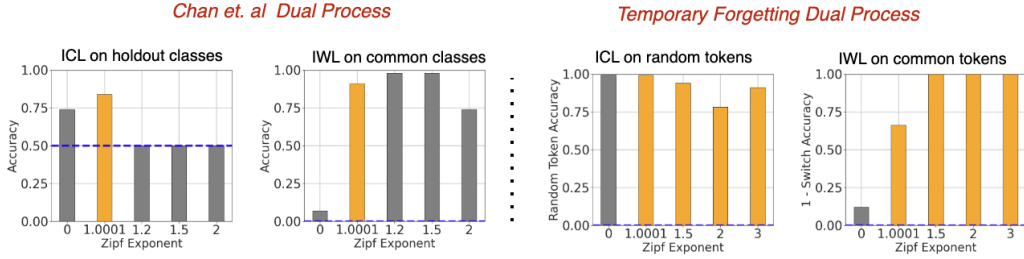 Chan et. al  Dual Process
Temporary Forgetting Dual Process
ICL on holdout classes
IWL on common classes
ICL on random tokens
IWL on common tokens
Accuracy
1.00
0.75
0.50
0.25
0.00
0 1.0001 1.2 1.5 2
Zipf Exponent
Accuracy
1.00
0.75
0.50
0.25
0.00
0 1.0001 1.2 1.5 2
Zipf Exponent
Random Token Accuracy
1.00
0.75
0.50
0.25
0.00
0 1.0001 1.5 2 3
Zipf Exponent
1 - Switch Accuracy
1.00
0.75
0.50
0.25
0.00
0 1.0001 1.5 2 3
Zipf Exponent